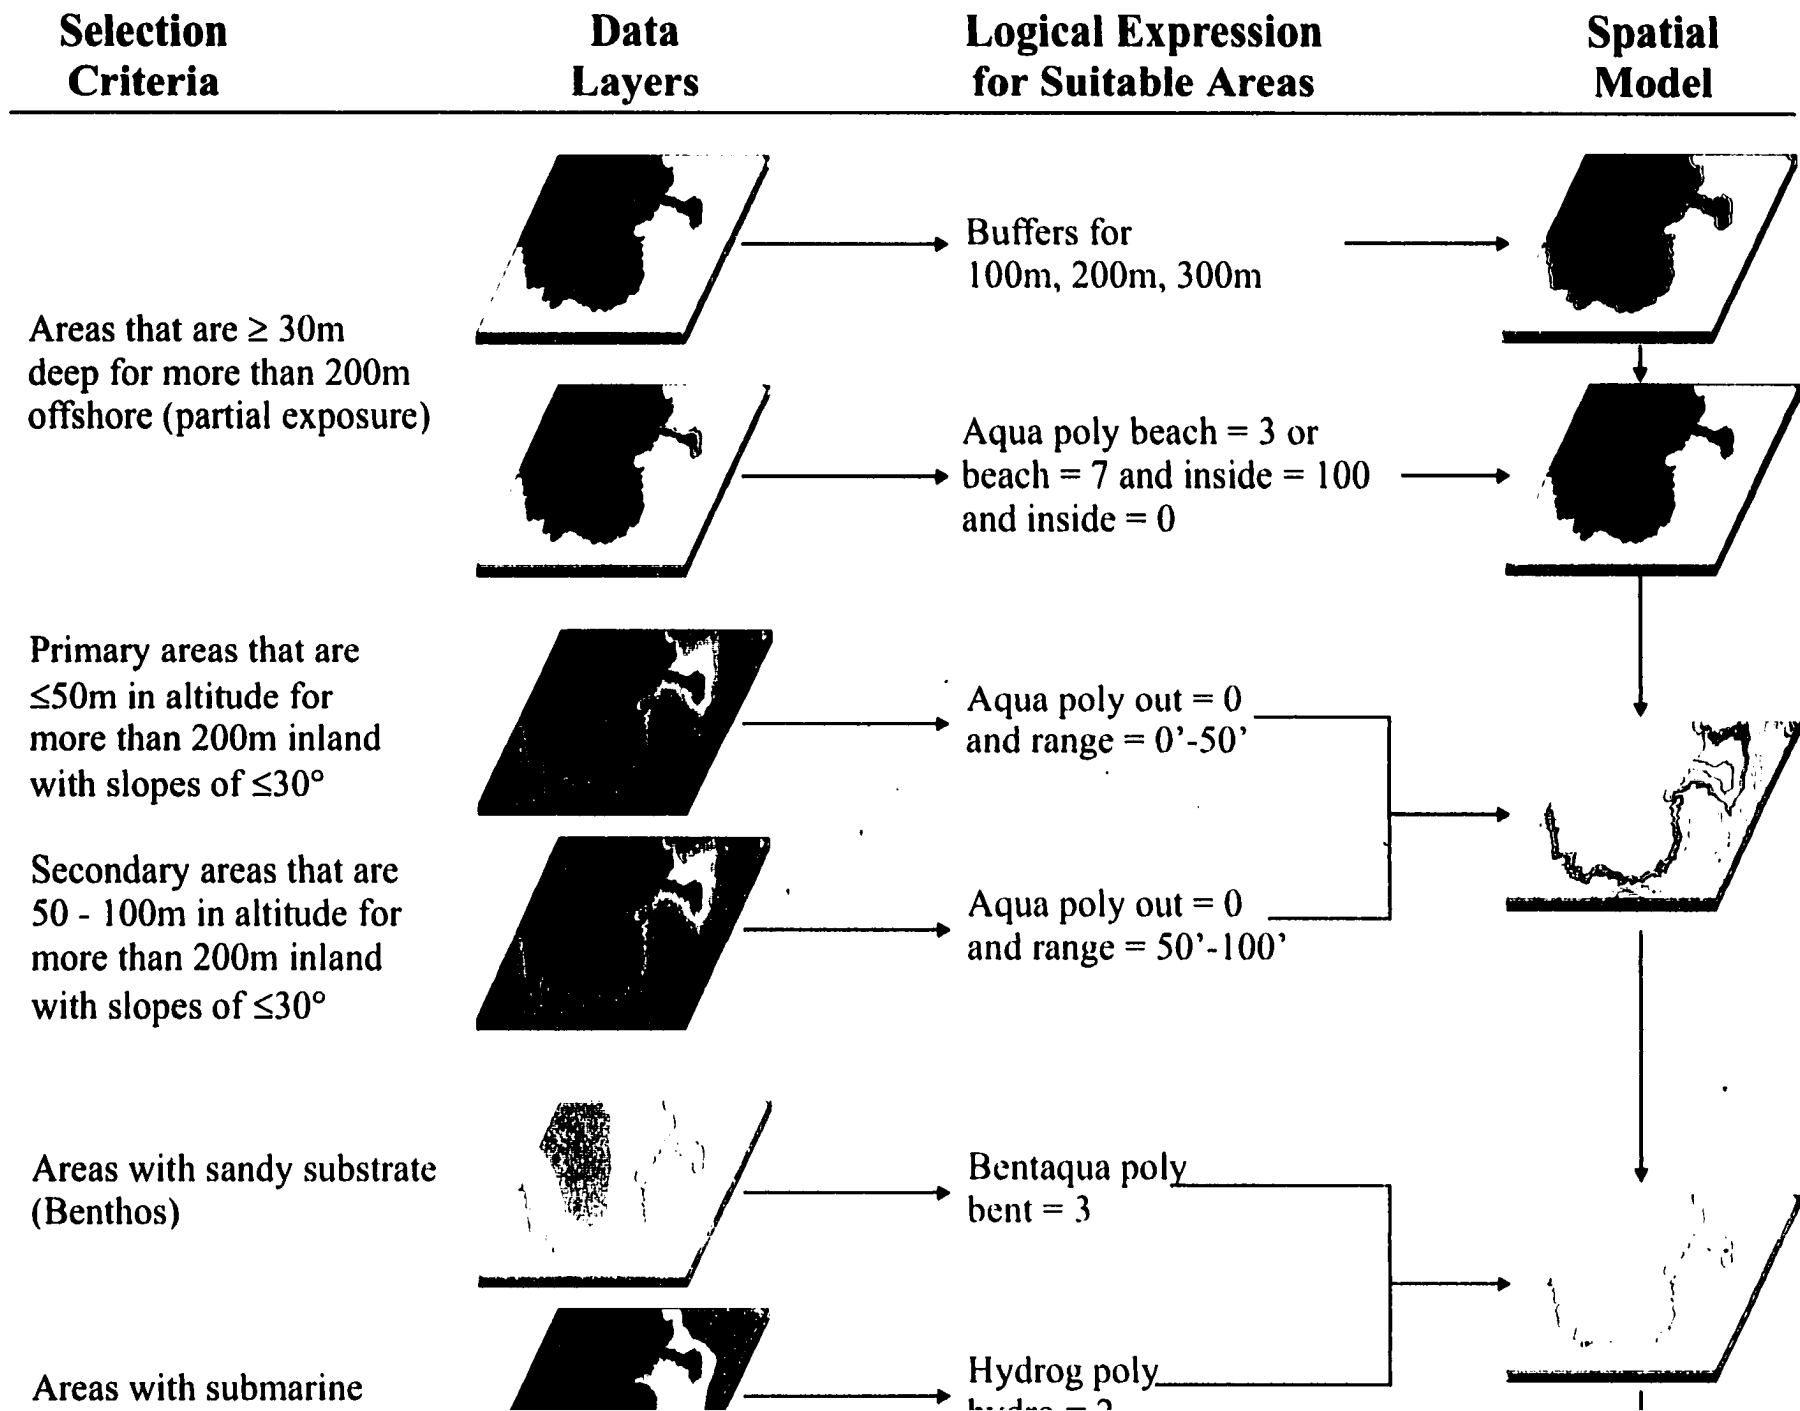 Selection Criteria
Data Layers
Logical Expression for Suitable Areas
Spatial Model
Areas that are ≥ 30m
deep for more than 200m
offshore (partial exposure)
Buffers for
100m, 200m, 300m
Aqua poly beach = 3 or
beach = 7 and inside = 100
and inside = 0
Primary areas that are
≤50m in altitude for
more than 200m inland
with slopes of ≤30°
Aqua poly out = 0
and range = 0'-50'
Secondary areas that are
50 - 100m in altitude for
more than 200m inland
with slopes of ≤30°
Aqua poly out = 0
and range = 50'-100'
Areas with sandy substrate
(Benthos)
Bentaqua poly
bent = 3
Areas with submarine
Hydrog poly